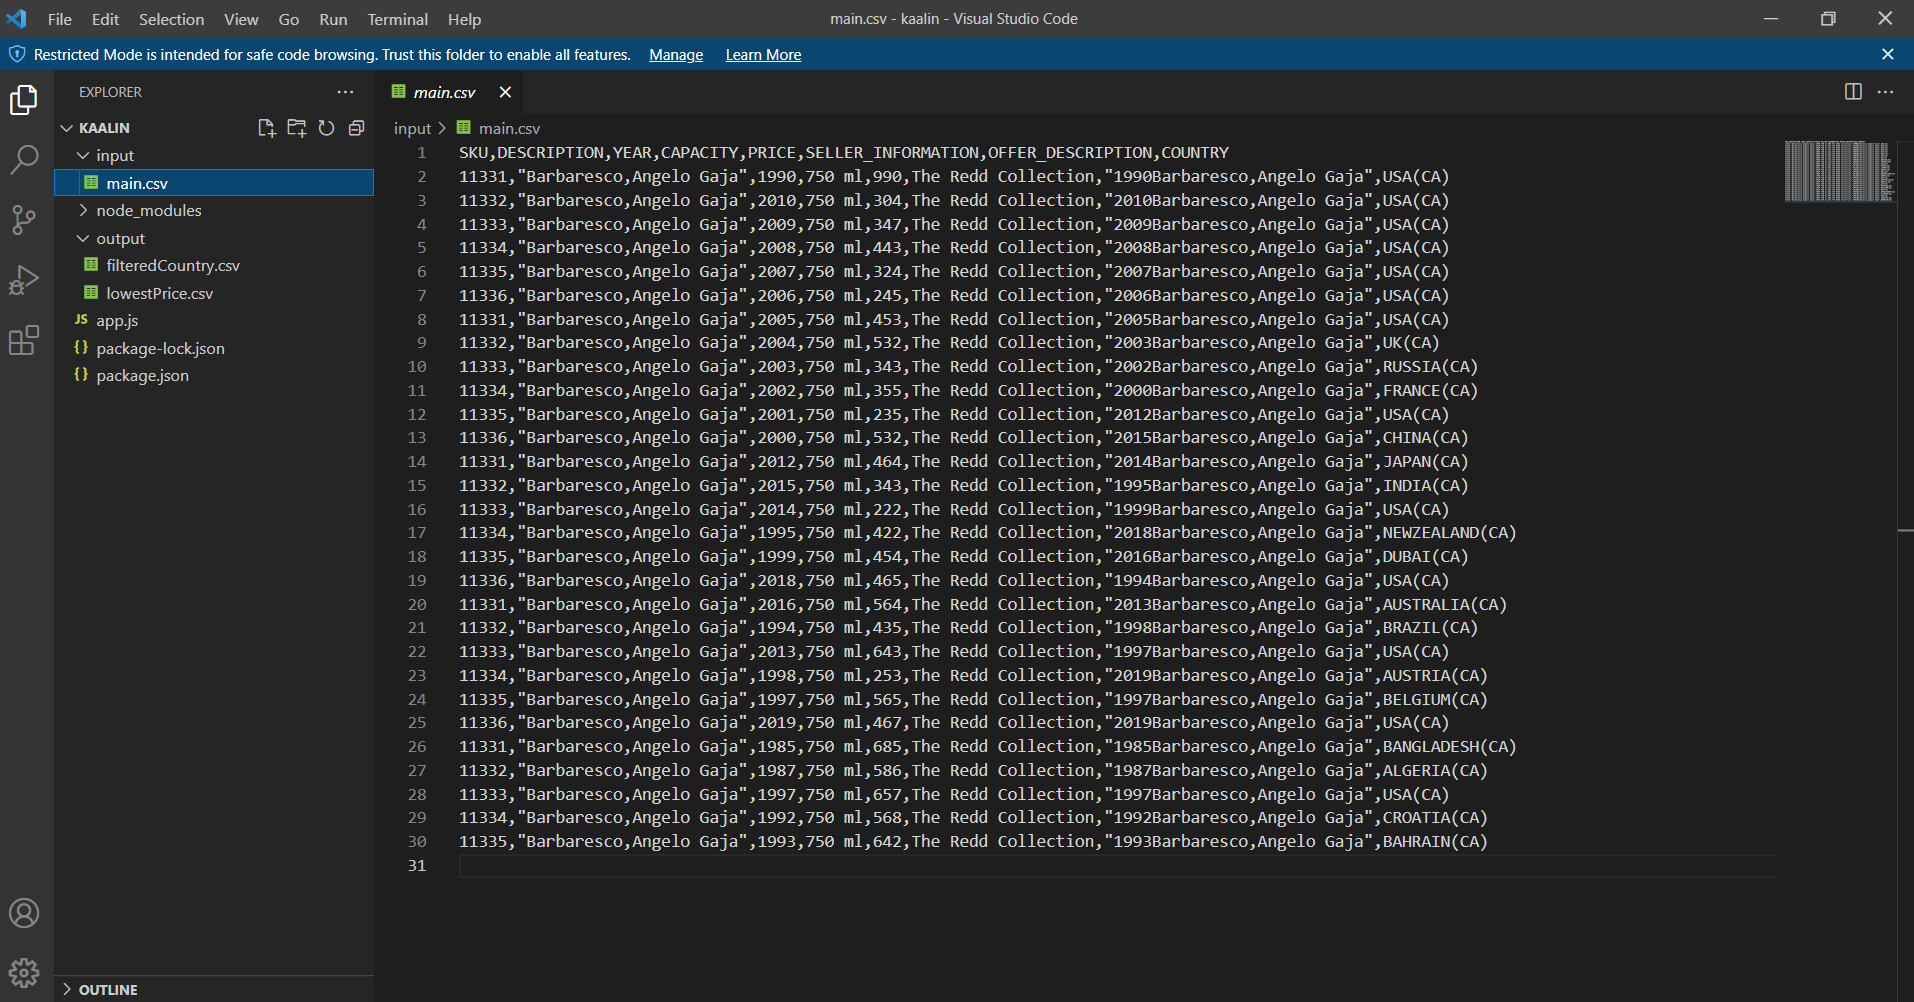 File Edit Selection View Go Run Terminal Help
main.csv - kaalin - Visual Studio Code
Restricted Mode is intended for safe code browsing. Trust this folder to enable all features. Manage Learn More
EXPLORER
KAALIN
input
main.csv
node_modules
output
filteredCountry.csv
lowestPrice.csv
JS app.js
{} package-lock.json
{} package.json
OUTLINE
main.csv
input > main.csv
1 SKU,DESCRIPTION,YEAR,CAPACITY,PRICE,SELLER_INFORMATION,OFFER_DESCRIPTION,COUNTRY
2 11331,"Barbaresco,Angelo Gaja",1990,750 ml,990,The Redd Collection,"1990Barbaresco,Angelo Gaja",USA(CA)
3 11332,"Barbaresco,Angelo Gaja",2010,750 ml,304,The Redd Collection,"2010Barbaresco,Angelo Gaja",USA(CA)
4 11333,"Barbaresco,Angelo Gaja",2009,750 ml,347,The Redd Collection,"2009Barbaresco,Angelo Gaja",USA(CA)
5 11334,"Barbaresco,Angelo Gaja",2008,750 ml,443,The Redd Collection,"2008Barbaresco,Angelo Gaja",USA(CA)
6 11335,"Barbaresco,Angelo Gaja",2007,750 ml,324,The Redd Collection,"2007Barbaresco,Angelo Gaja",USA(CA)
7 11336,"Barbaresco,Angelo Gaja",2006,750 ml,245,The Redd Collection,"2006Barbaresco,Angelo Gaja",USA(CA)
8 11331,"Barbaresco,Angelo Gaja",2005,750 ml,453,The Redd Collection,"2005Barbaresco,Angelo Gaja",USA(CA)
9 11332,"Barbaresco,Angelo Gaja",2004,750 ml,532,The Redd Collection,"2003Barbaresco,Angelo Gaja",UK(CA)
10 11333,"Barbaresco,Angelo Gaja",2003,750 ml,343,The Redd Collection,"2002Barbaresco,Angelo Gaja",RUSSIA(CA)
11 11334,"Barbaresco,Angelo Gaja",2002,750 ml,355,The Redd Collection,"2000Barbaresco,Angelo Gaja",FRANCE(CA)
12 11335,"Barbaresco,Angelo Gaja",2001,750 ml,235,The Redd Collection,"2012Barbaresco,Angelo Gaja",USA(CA)
13 11336,"Barbaresco,Angelo Gaja",2000,750 ml,532,The Redd Collection,"2015Barbaresco,Angelo Gaja",CHINA(CA)
14 11331,"Barbaresco,Angelo Gaja",2012,750 ml,464,The Redd Collection,"2014Barbaresco,Angelo Gaja",JAPAN(CA)
15 11332,"Barbaresco,Angelo Gaja",2015,750 ml,343,The Redd Collection,"1995Barbaresco,Angelo Gaja",INDIA(CA)
16 11333,"Barbaresco,Angelo Gaja",2014,750 ml,222,The Redd Collection,"1999Barbaresco,Angelo Gaja",USA(CA)
17 11334,"Barbaresco,Angelo Gaja",1995,750 ml,422,The Redd Collection,"2018Barbaresco,Angelo Gaja",NEWZEALAND(CA)
18 11335,"Barbaresco,Angelo Gaja",1999,750 ml,454,The Redd Collection,"2016Barbaresco,Angelo Gaja",DUBAI(CA)
19 11336,"Barbaresco,Angelo Gaja",2018,750 ml,465,The Redd Collection,"1994Barbaresco,Angelo Gaja",USA(CA)
20 11331,"Barbaresco,Angelo Gaja",2016,750 ml,564,The Redd Collection,"2013Barbaresco,Angelo Gaja",AUSTRALIA(CA)
21 11332,"Barbaresco,Angelo Gaja",1994,750 ml,435,The Redd Collection,"1998Barbaresco,Angelo Gaja",BRAZIL(CA)
22 11333,"Barbaresco,Angelo Gaja",2013,750 ml,643,The Redd Collection,"1997Barbaresco,Angelo Gaja",USA(CA)
23 11334,"Barbaresco,Angelo Gaja",1998,750 ml,253,The Redd Collection,"2019Barbaresco,Angelo Gaja",AUSTRIA(CA)
24 11335,"Barbaresco,Angelo Gaja",1997,750 ml,565,The Redd Collection,"1997Barbaresco,Angelo Gaja",BELGIUM(CA)
25 11336,"Barbaresco,Angelo Gaja",2019,750 ml,467,The Redd Collection,"2019Barbaresco,Angelo Gaja",USA(CA)
26 11331,"Barbaresco,Angelo Gaja",1985,750 ml,685,The Redd Collection,"1985Barbaresco,Angelo Gaja",BANGLADESH(CA)
27 11332,"Barbaresco,Angelo Gaja",1987,750 ml,586,The Redd Collection,"1987Barbaresco,Angelo Gaja",ALGERIA(CA)
28 11333,"Barbaresco,Angelo Gaja",1997,750 ml,657,The Redd Collection,"1997Barbaresco,Angelo Gaja",USA(CA)
29 11334,"Barbaresco,Angelo Gaja",1992,750 ml,568,The Redd Collection,"1992Barbaresco,Angelo Gaja",CROATIA(CA)
30 11335,"Barbaresco,Angelo Gaja",1993,750 ml,642,The Redd Collection,"1993Barbaresco,Angelo Gaja",BAHRAIN(CA)
31